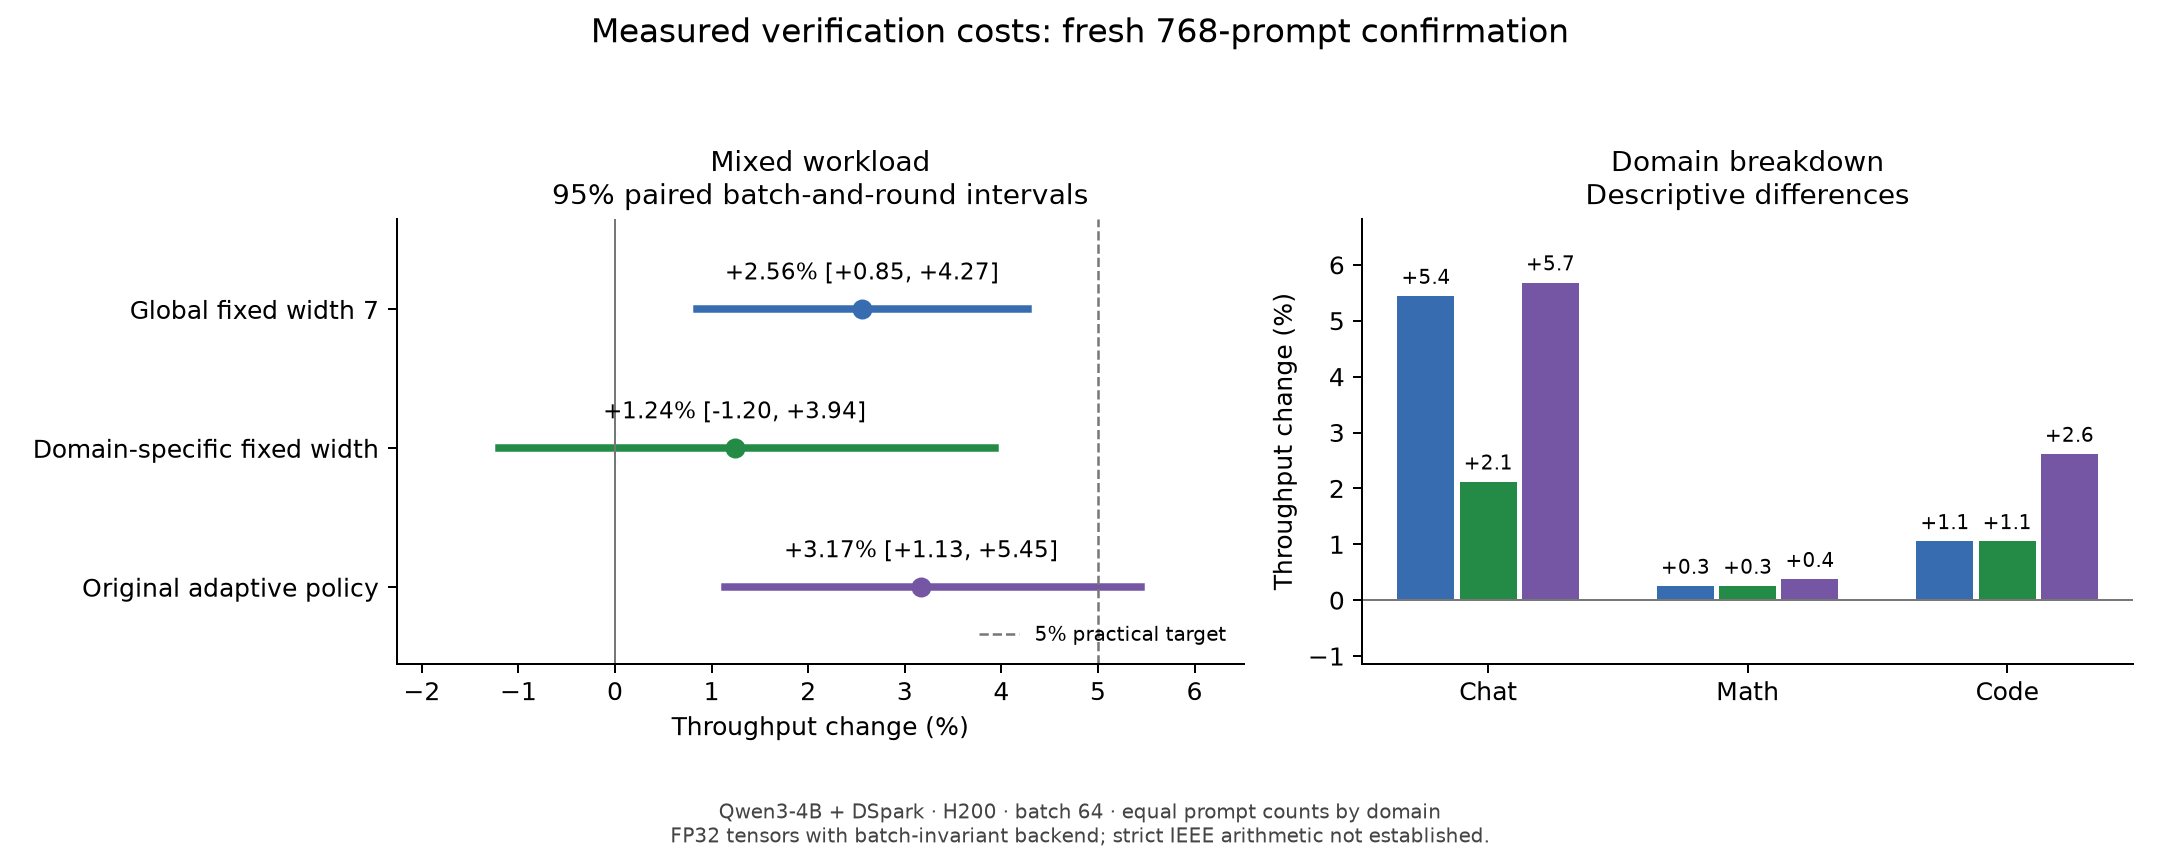 Measured verification costs: fresh 768-prompt confirmation
Mixed workload
95% paired batch-and-round intervals
Global fixed width 7
+2.56% [+0.85, +4.27]
Domain-specific fixed width
+1.24% [-1.20, +3.94]
Original adaptive policy
+3.17% [+1.13, +5.45]
5% practical target
−2 −1 0 1 2 3 4 5 6
Throughput change (%)
Domain breakdown
Descriptive differences
Throughput change (%)
6
5
4
3
2
1
0
−1
+5.4 +2.1 +5.7
+0.3 +0.3 +0.4
+1.1 +1.1 +2.6
Chat Math Code
Qwen3-4B + DSpark · H200 · batch 64 · equal prompt counts by domain
FP32 tensors with batch-invariant backend; strict IEEE arithmetic not established.